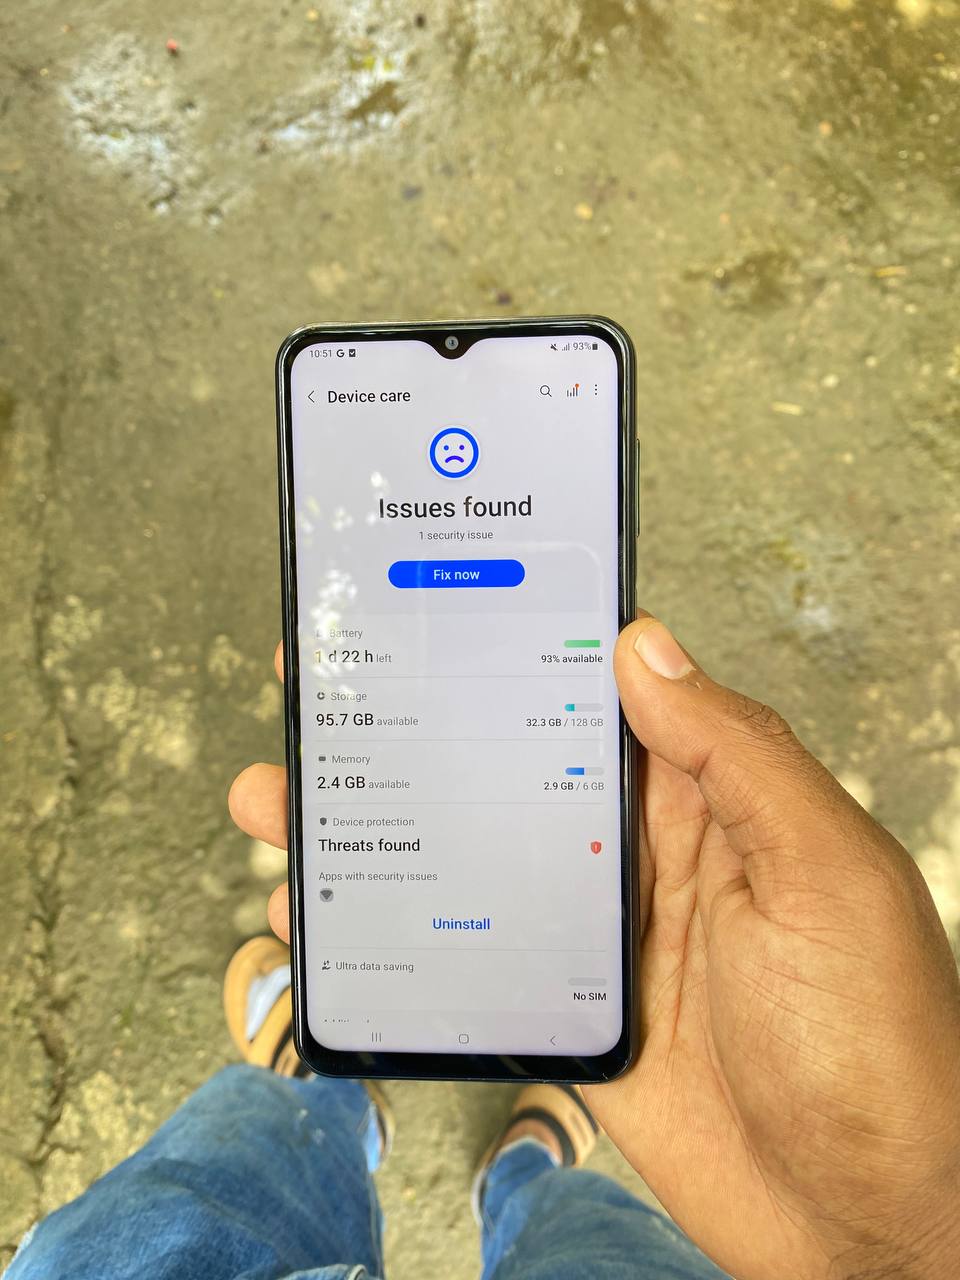 10:51 G
93%
Device care
Issues found
1 security issue
Fix now
Battery
1 d 22 h left
93% available
Storage
95.7 GB available
32.3 GB / 128 GB
Memory
2.4 GB available
2.9 GB / 6 GB
Device protection
Threats found
Apps with security issues
Uninstall
Ultra data saving
No SIM